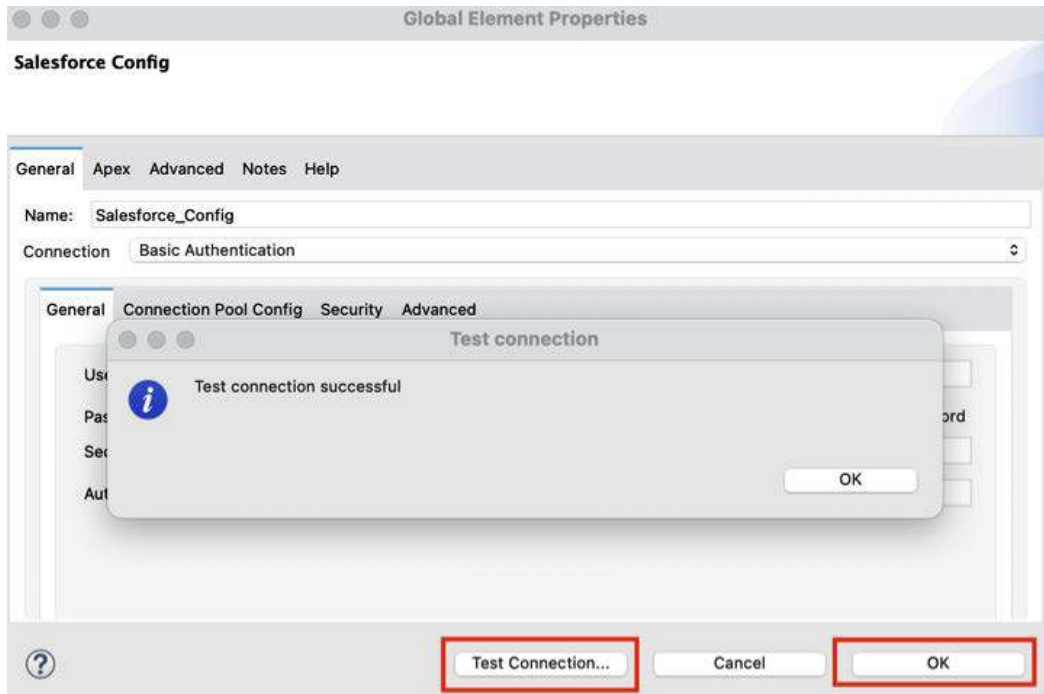 Global Element Properties
Salesforce Config
General Apex Advanced Notes Help
Name: Salesforce_Config
Connection Basic Authentication
General Connection Pool Config Security Advanced
Test connection
Test connection successful
OK
Test Connection... Cancel OK